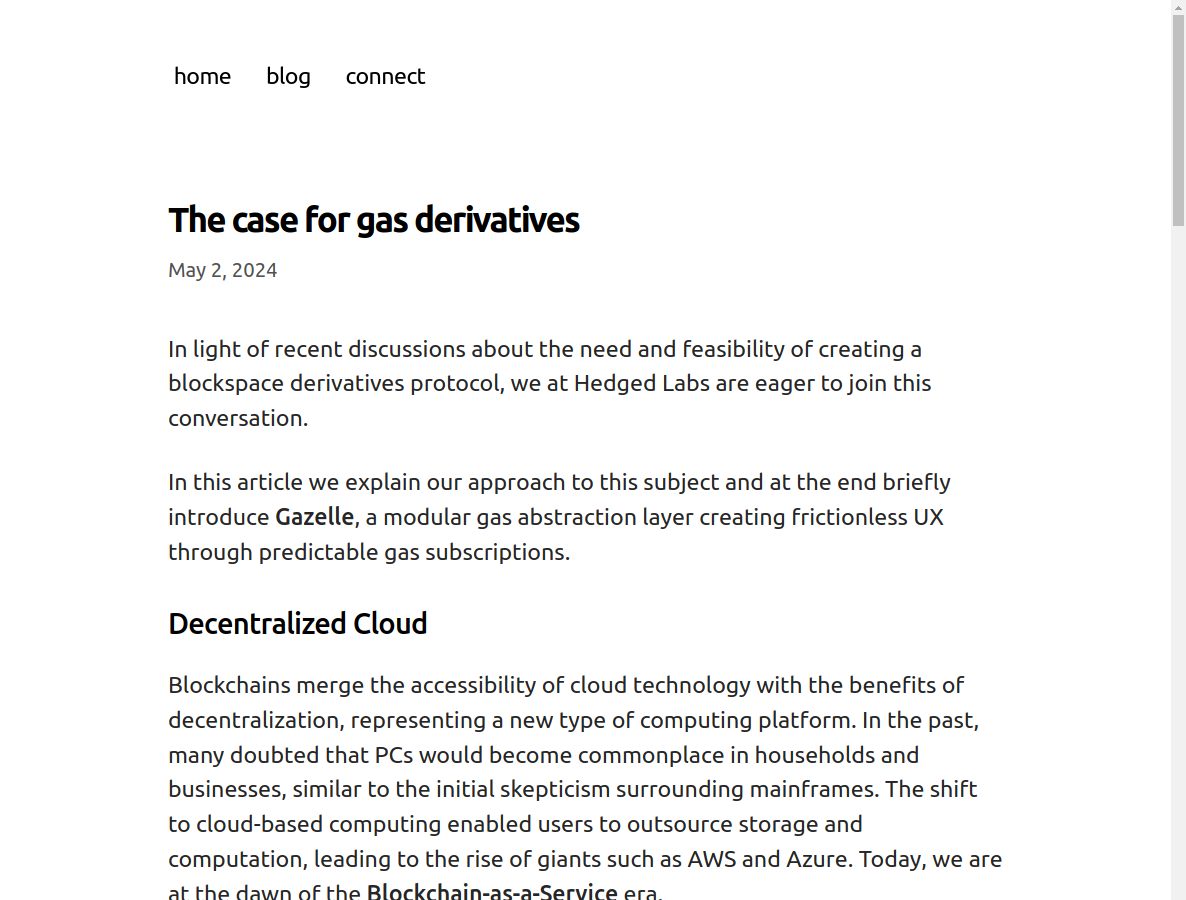 home blog connect
The case for gas derivatives
May 2, 2024
In light of recent discussions about the need and feasibility of creating a
blockspace derivatives protocol, we at Hedged Labs are eager to join this
conversation.
In this article we explain our approach to this subject and at the end briefly
introduce Gazelle, a modular gas abstraction layer creating frictionless UX
through predictable gas subscriptions.
Decentralized Cloud
Blockchains merge the accessibility of cloud technology with the benefits of
decentralization, representing a new type of computing platform. In the past,
many doubted that PCs would become commonplace in households and
businesses, similar to the initial skepticism surrounding mainframes. The shift
to cloud-based computing enabled users to outsource storage and
computation, leading to the rise of giants such as AWS and Azure. Today, we are
at the dawn of the Blockchain-as-a-Service era.